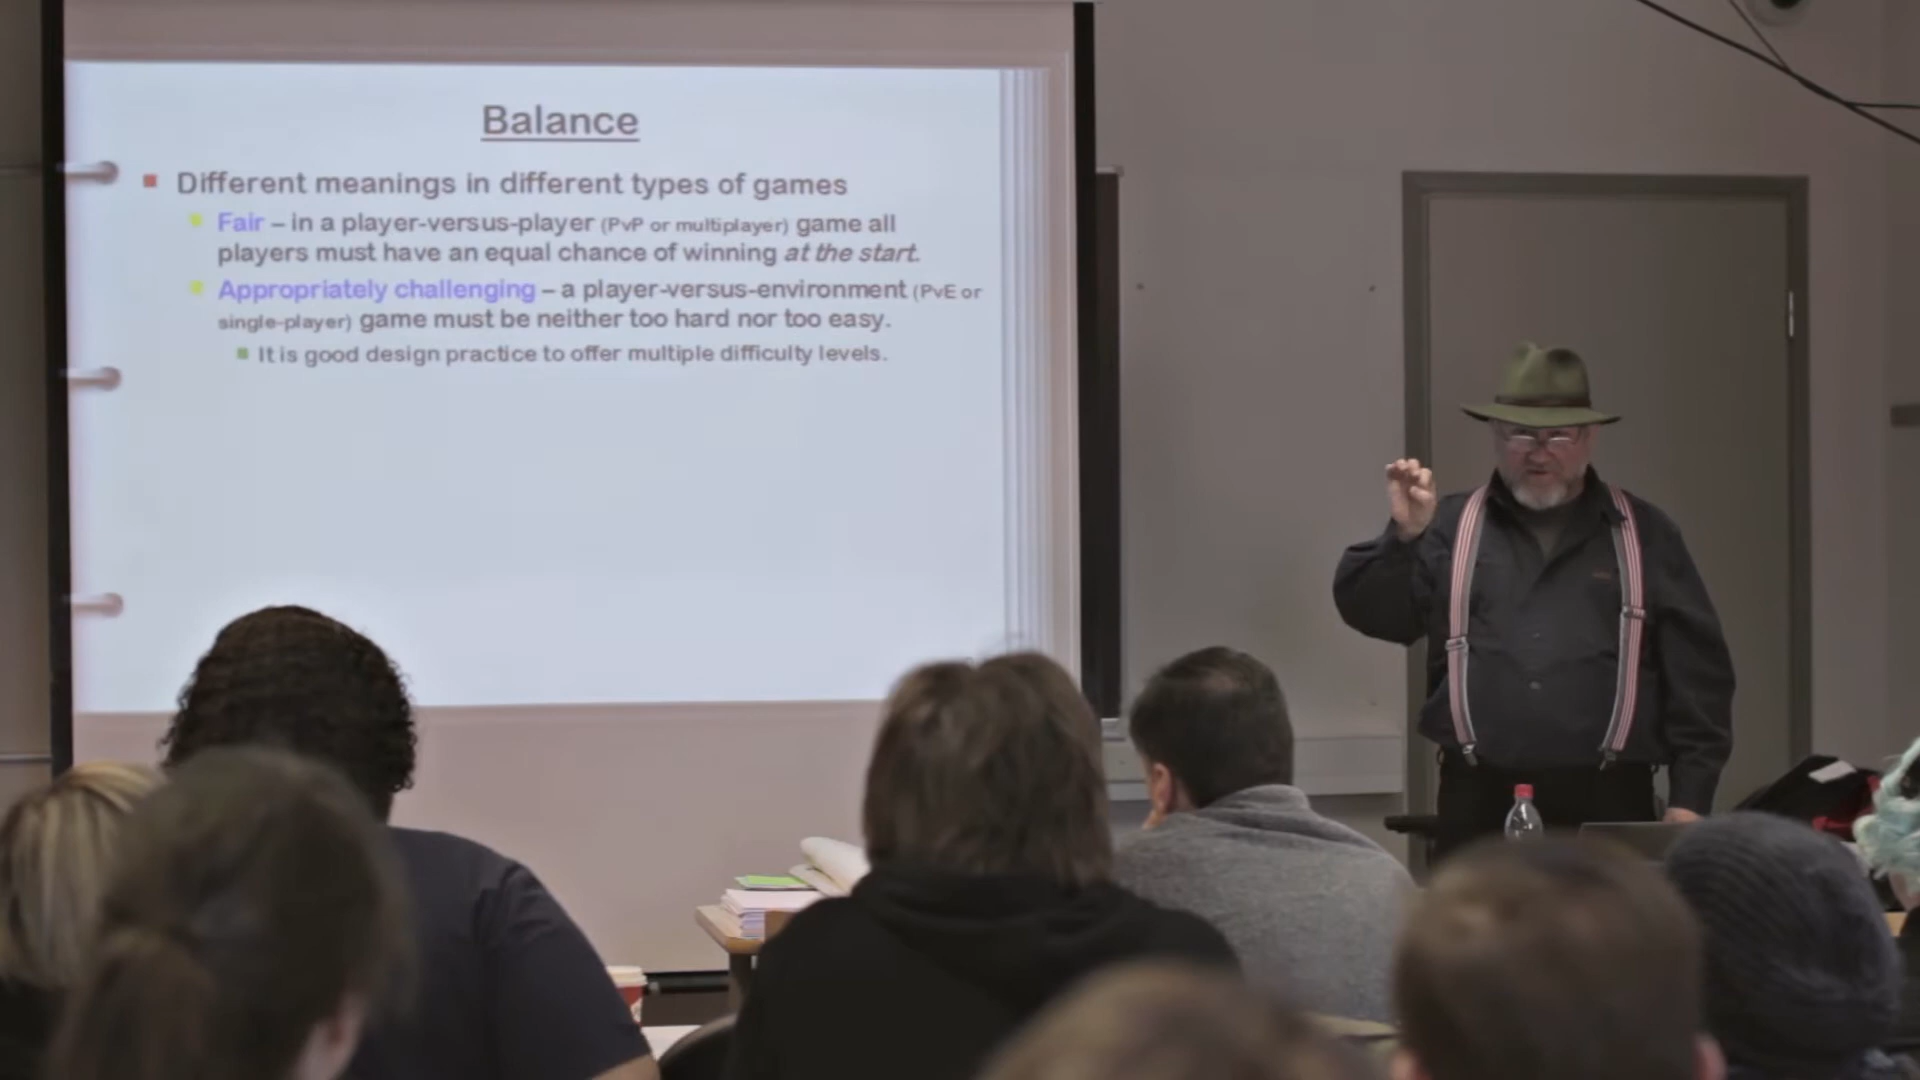 Balance
Different meanings in different types of games
Fair – in a player-versus-player (PvP or multiplayer) game all
players must have an equal chance of winning at the start.
Appropriately challenging – a player-versus-environment (PvE or
single-player) game must be neither too hard nor too easy.
It is good design practice to offer multiple difficulty levels.